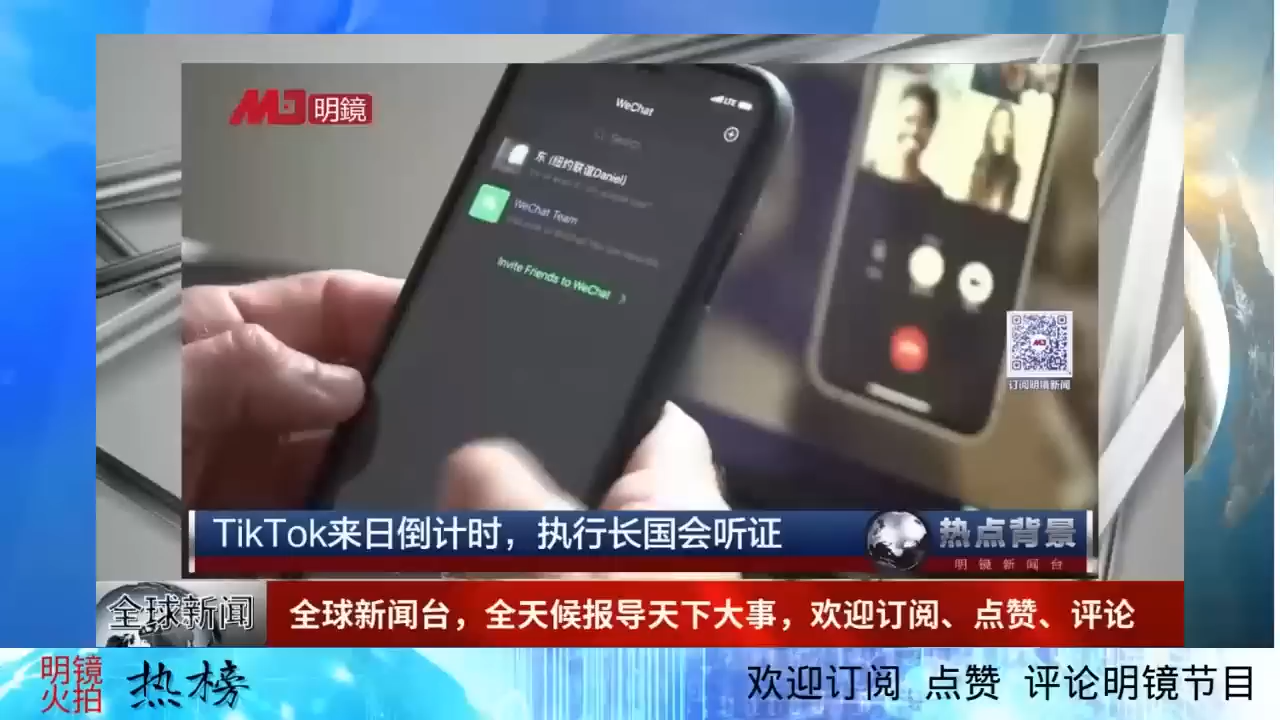 明鏡
WeChat
LTE
Search
东 (纽约联谊Daniel)
WeChat Team
Invite Friends to WeChat
订阅明镜新闻
TikTok来日倒计时，执行长国会听证
热点背景
明镜新闻台
全球新闻
全球新闻台，全天候报导天下大事，欢迎订阅、点赞、评论
明镜
火拍
热榜
欢迎订阅 点赞 评论明镜节目